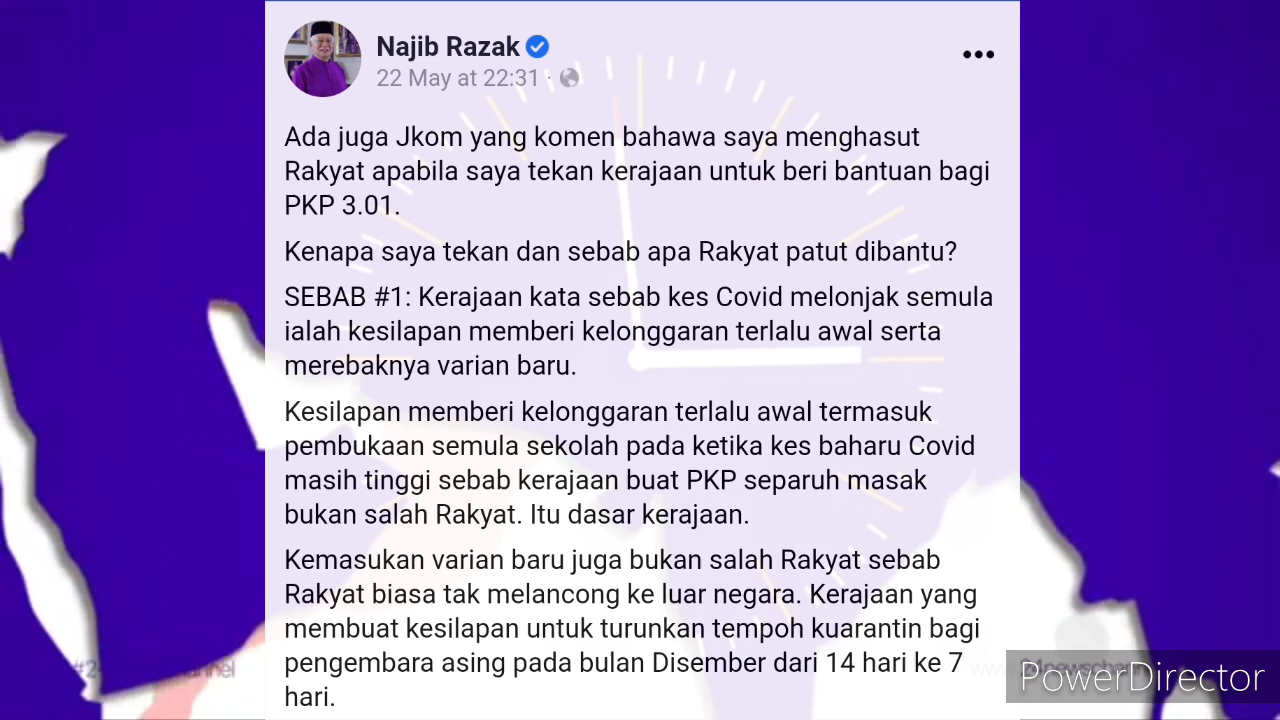 Najib Razak
22 May at 22:31 ·
Ada juga Jkom yang komen bahawa saya menghasut
Rakyat apabila saya tekan kerajaan untuk beri bantuan bagi
PKP 3.01.
Kenapa saya tekan dan sebab apa Rakyat patut dibantu?
SEBAB #1: Kerajaan kata sebab kes Covid melonjak semula
ialah kesilapan memberi kelonggaran terlalu awal serta
merebaknya varian baru.
Kesilapan memberi kelonggaran terlalu awal termasuk
pembukaan semula sekolah pada ketika kes baharu Covid
masih tinggi sebab kerajaan buat PKP separuh masak
bukan salah Rakyat. Itu dasar kerajaan.
Kemasukan varian baru juga bukan salah Rakyat sebab
Rakyat biasa tak melancong ke luar negara. Kerajaan yang
membuat kesilapan untuk turunkan tempoh kuarantin bagi
pengembara asing pada bulan Disember dari 14 hari ke 7
hari.
PowerDirector